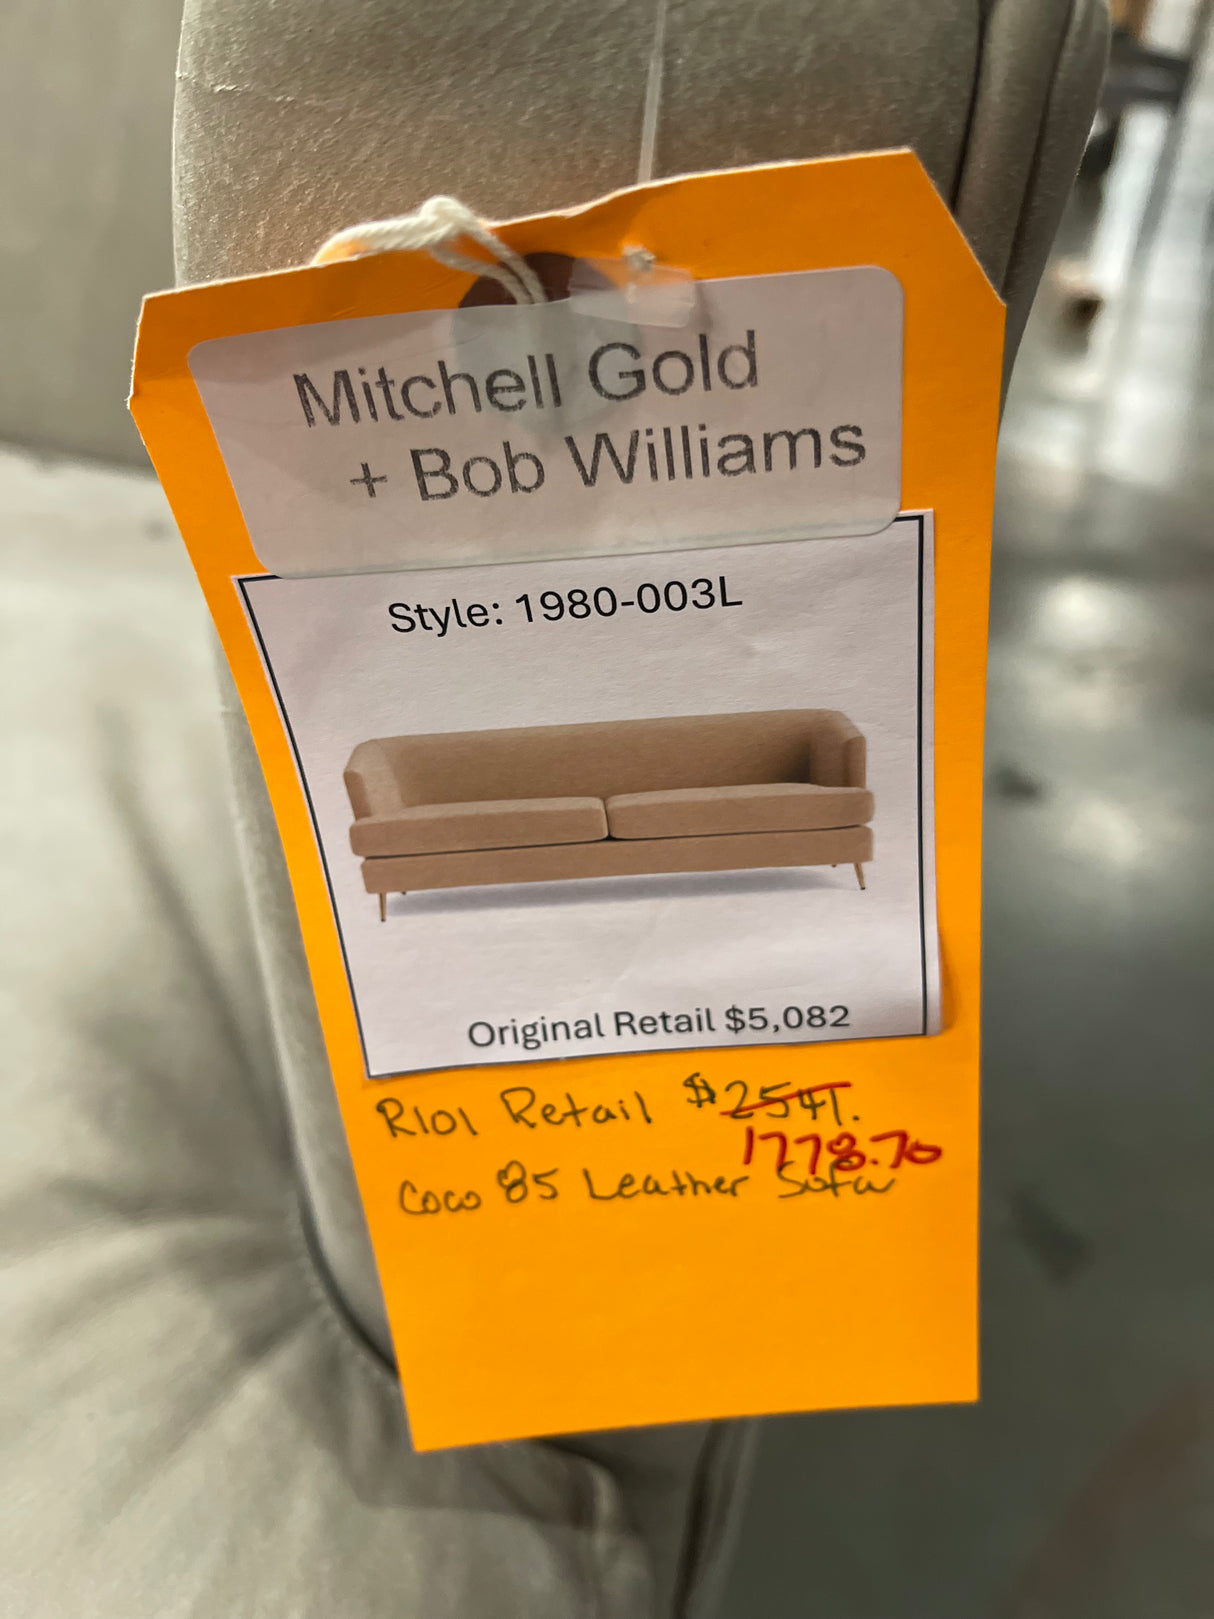 Mitchell Gold
+ Bob Williams
Style: 1980-003L
Original Retail $5,082
R101 Retail $2541.
1778.70
Coco 85 Leather Sofa